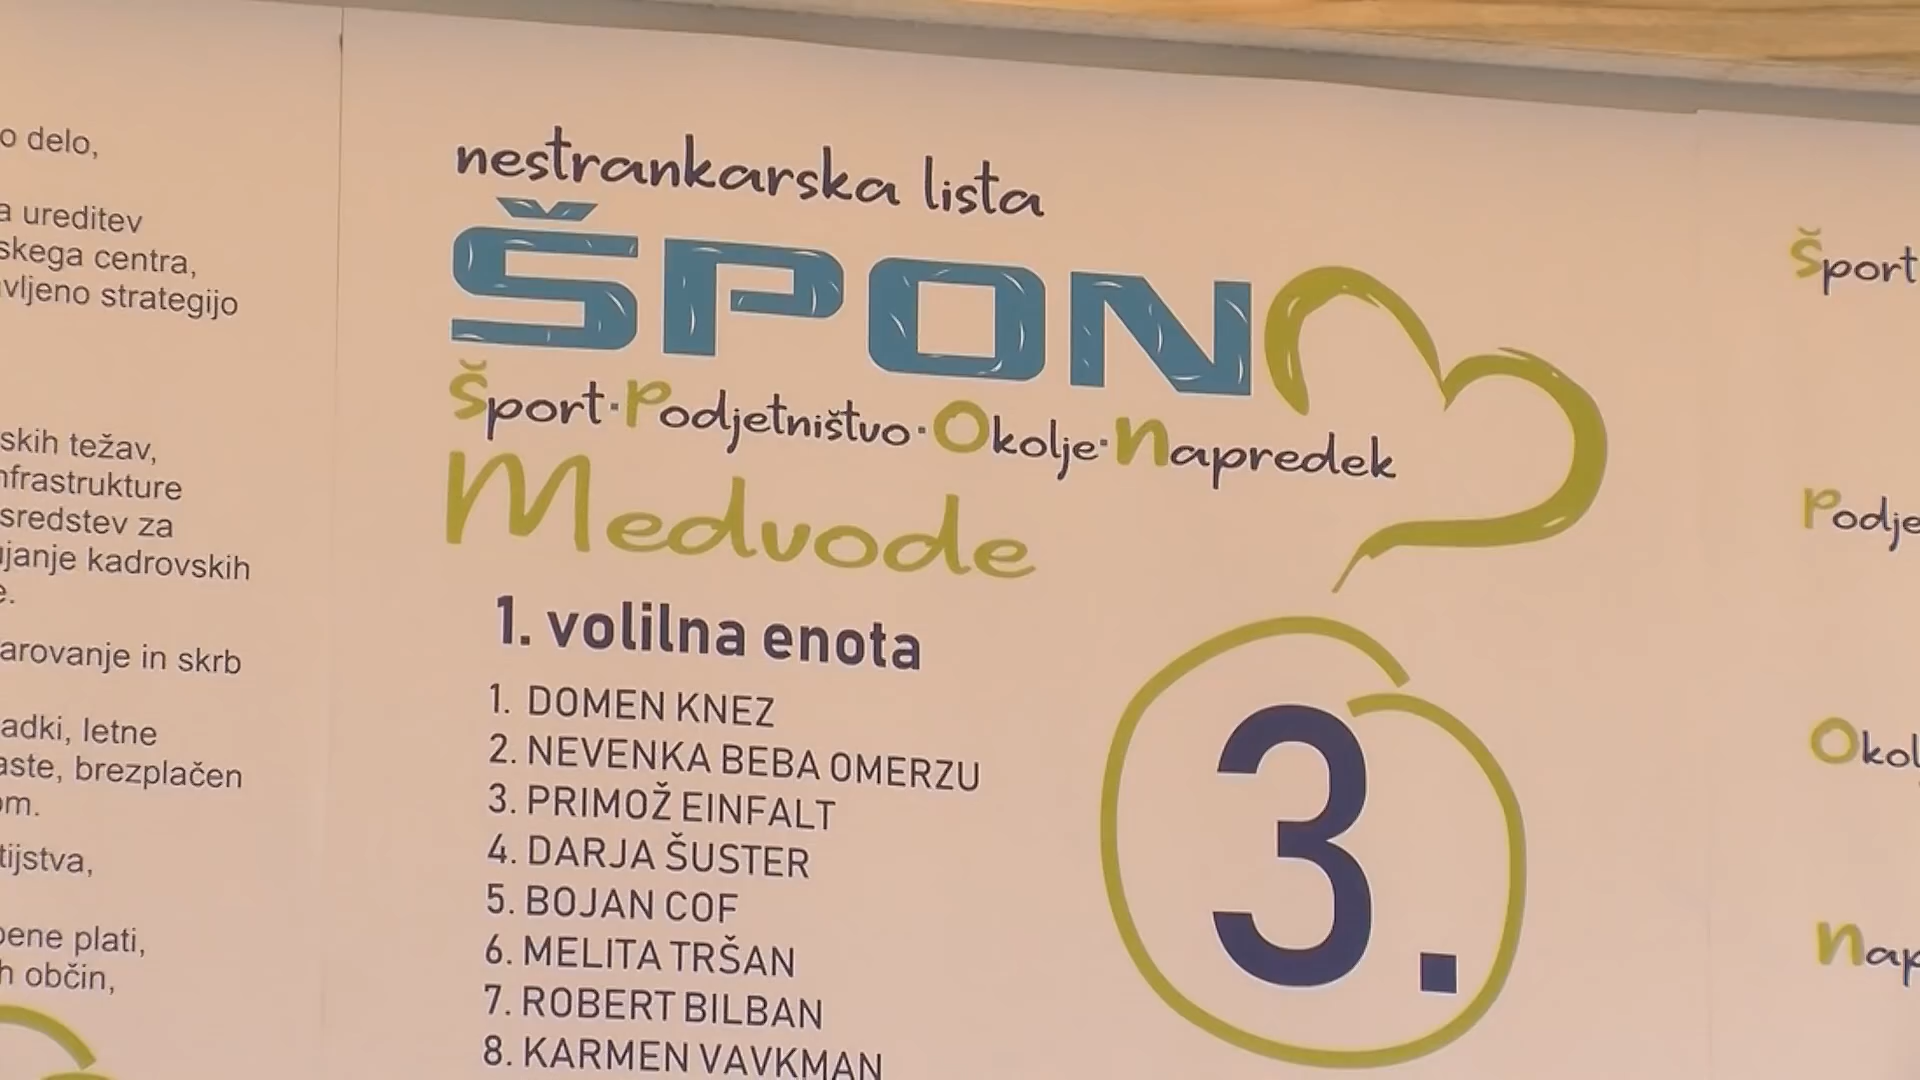 o delo,
a ureditev
skega centra,
vljeno strategijo
skih težav,
nfrastrukture
sredstev za
janje kadrovskih
e.
arovanje in skrb
adki, letne
aste, brezplačen
om.
tijstva,
bene plati,
h občin,
nestrankarska lista
ŠPON
Šport·Podjetništvo·Okolje·Napredek
Medvode
1. volilna enota
1. DOMEN KNEZ
2. NEVENKA BEBA OMERZU
3. PRIMOŽ EINFALT
4. DARJA ŠUSTER
5. BOJAN COF
6. MELITA TRŠAN
7. ROBERT BILBAN
8. KARMEN VAVKMAN
3.
Šport
Podje
Okol
Nap